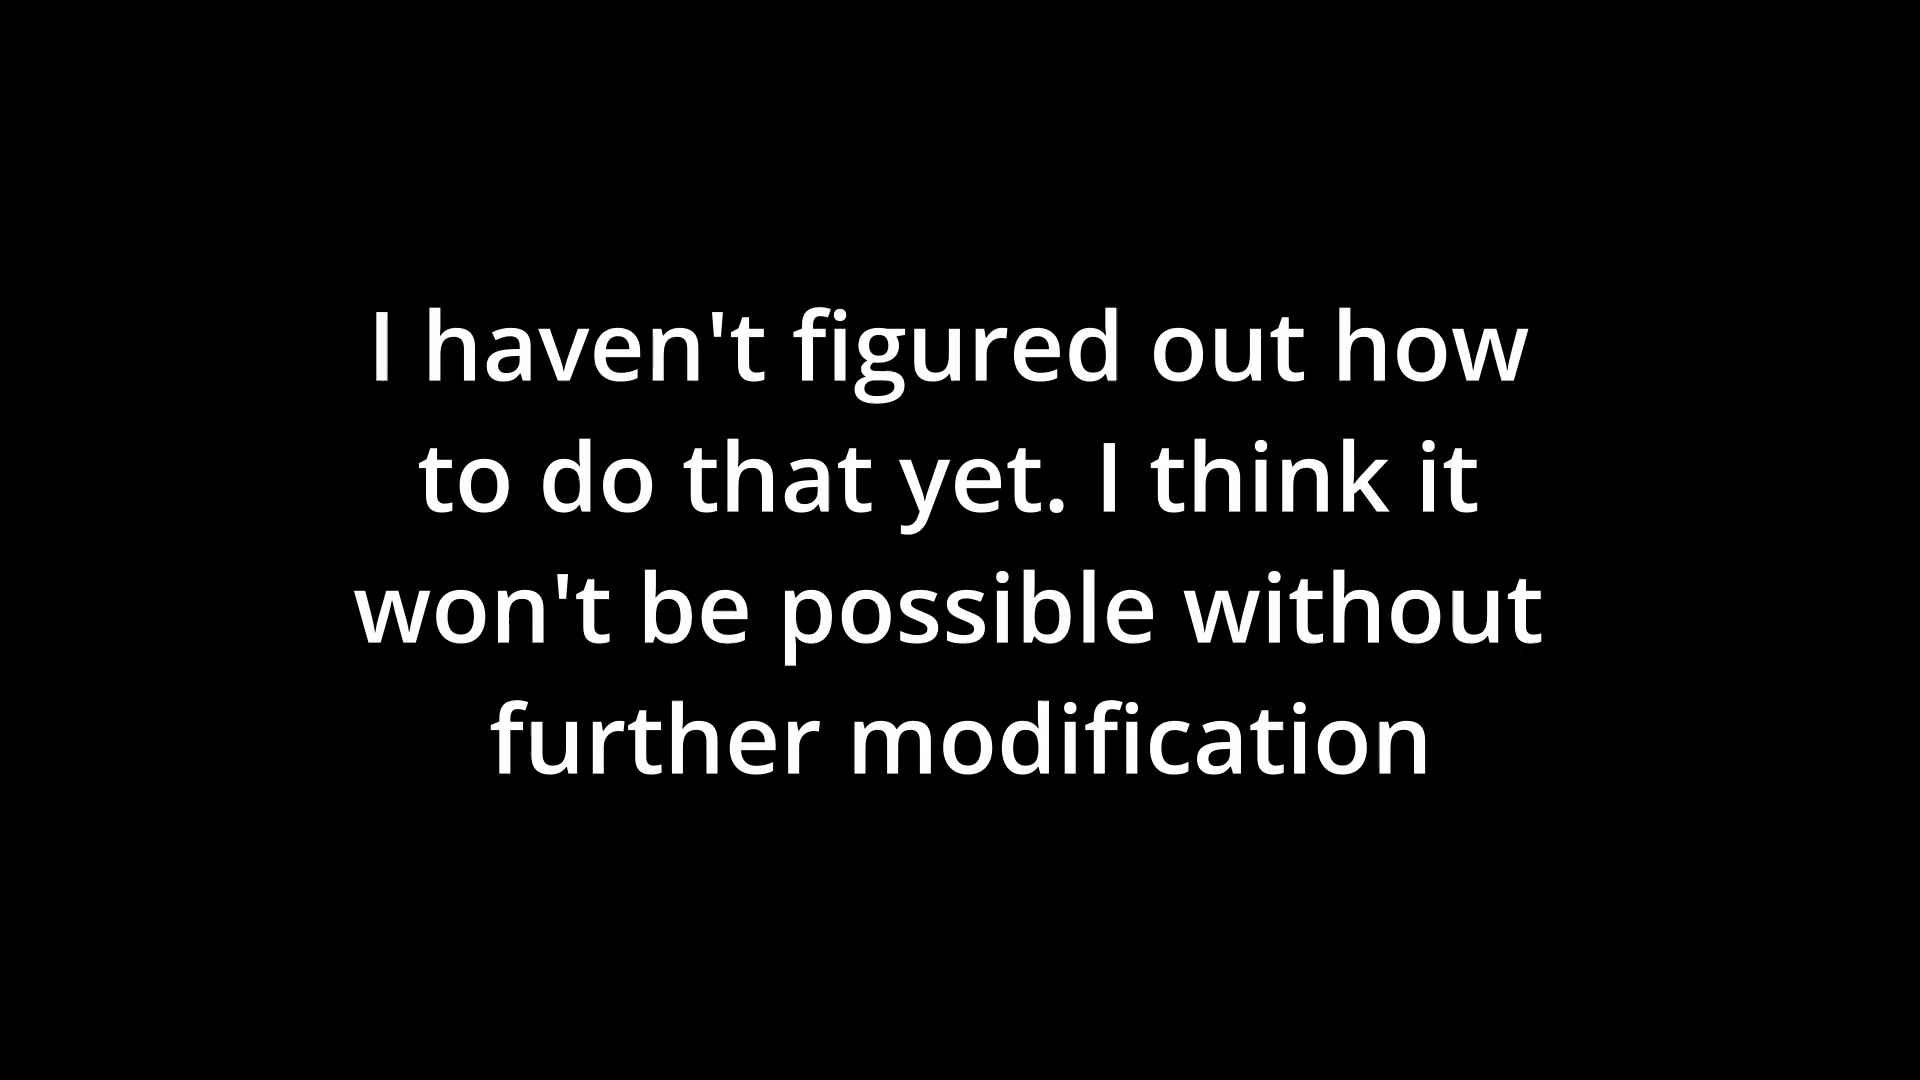 I haven't figured out how
to do that yet. I think it
won't be possible without
further modification